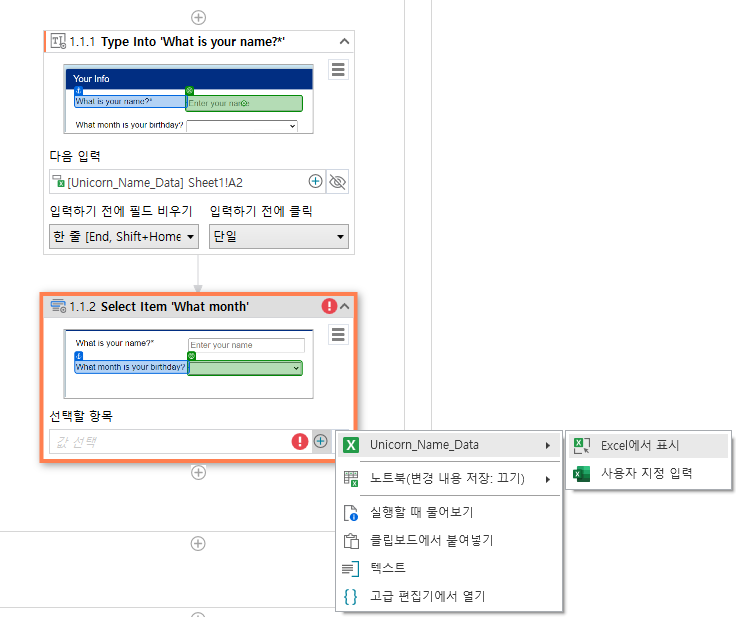 1.1.1 Type Into 'What is your name?*'
Your Info
What is your name?*
Enter your name
What month is your birthday?
다음 입력
[Unicorn_Name_Data] Sheet1!A2
입력하기 전에 필드 비우기
입력하기 전에 클릭
한 줄 [End, Shift+Home
단일
1.1.2 Select Item 'What month'
What is your name?*
Enter your name
What month is your birthday?
선택할 항목
값 선택
Unicorn_Name_Data
노트북(변경 내용 저장: 끄기)
실행할 때 물어보기
클립보드에서 붙여넣기
텍스트
고급 편집기에서 열기
Excel에서 표시
사용자 지정 입력